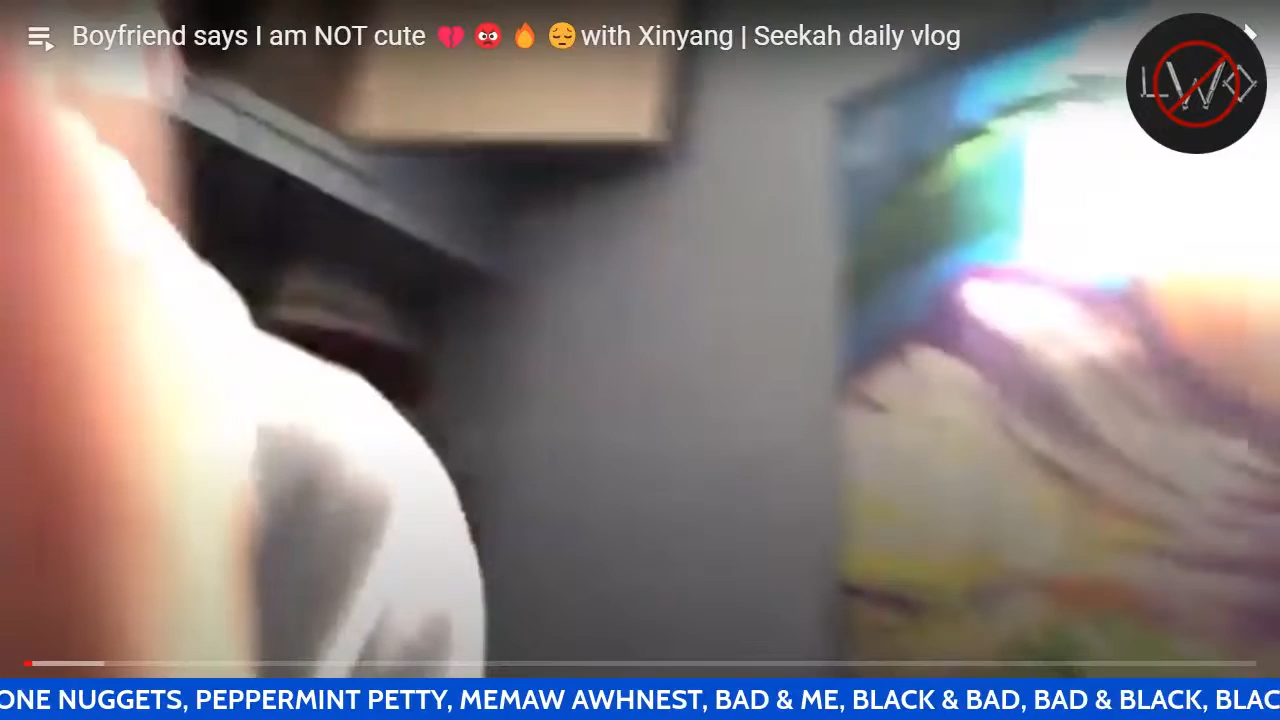 Boyfriend says I am NOT cute 💔 😡 🔥 😔 with Xinyang | Seekah daily vlog
LWO
ONE NUGGETS, PEPPERMINT PETTY, MEMAW AWHNEST, BAD & ME, BLACK & BAD, BAD & BLACK, BLAC